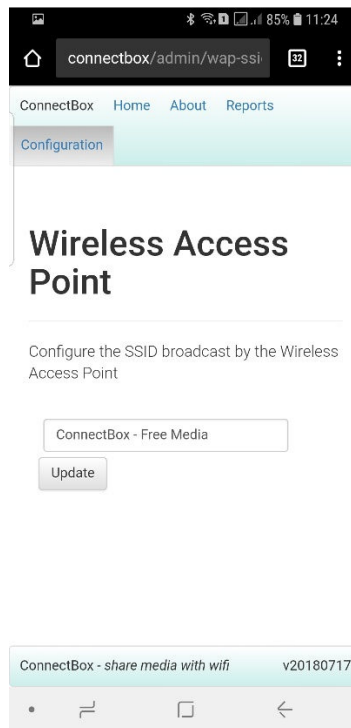 85% 11:24
connectbox/admin/wap-ssi
32
ConnectBox Home About Reports
Configuration
Wireless Access
Point
Configure the SSID broadcast by the Wireless
Access Point
ConnectBox - Free Media
Update
ConnectBox - share media with wifi v20180717